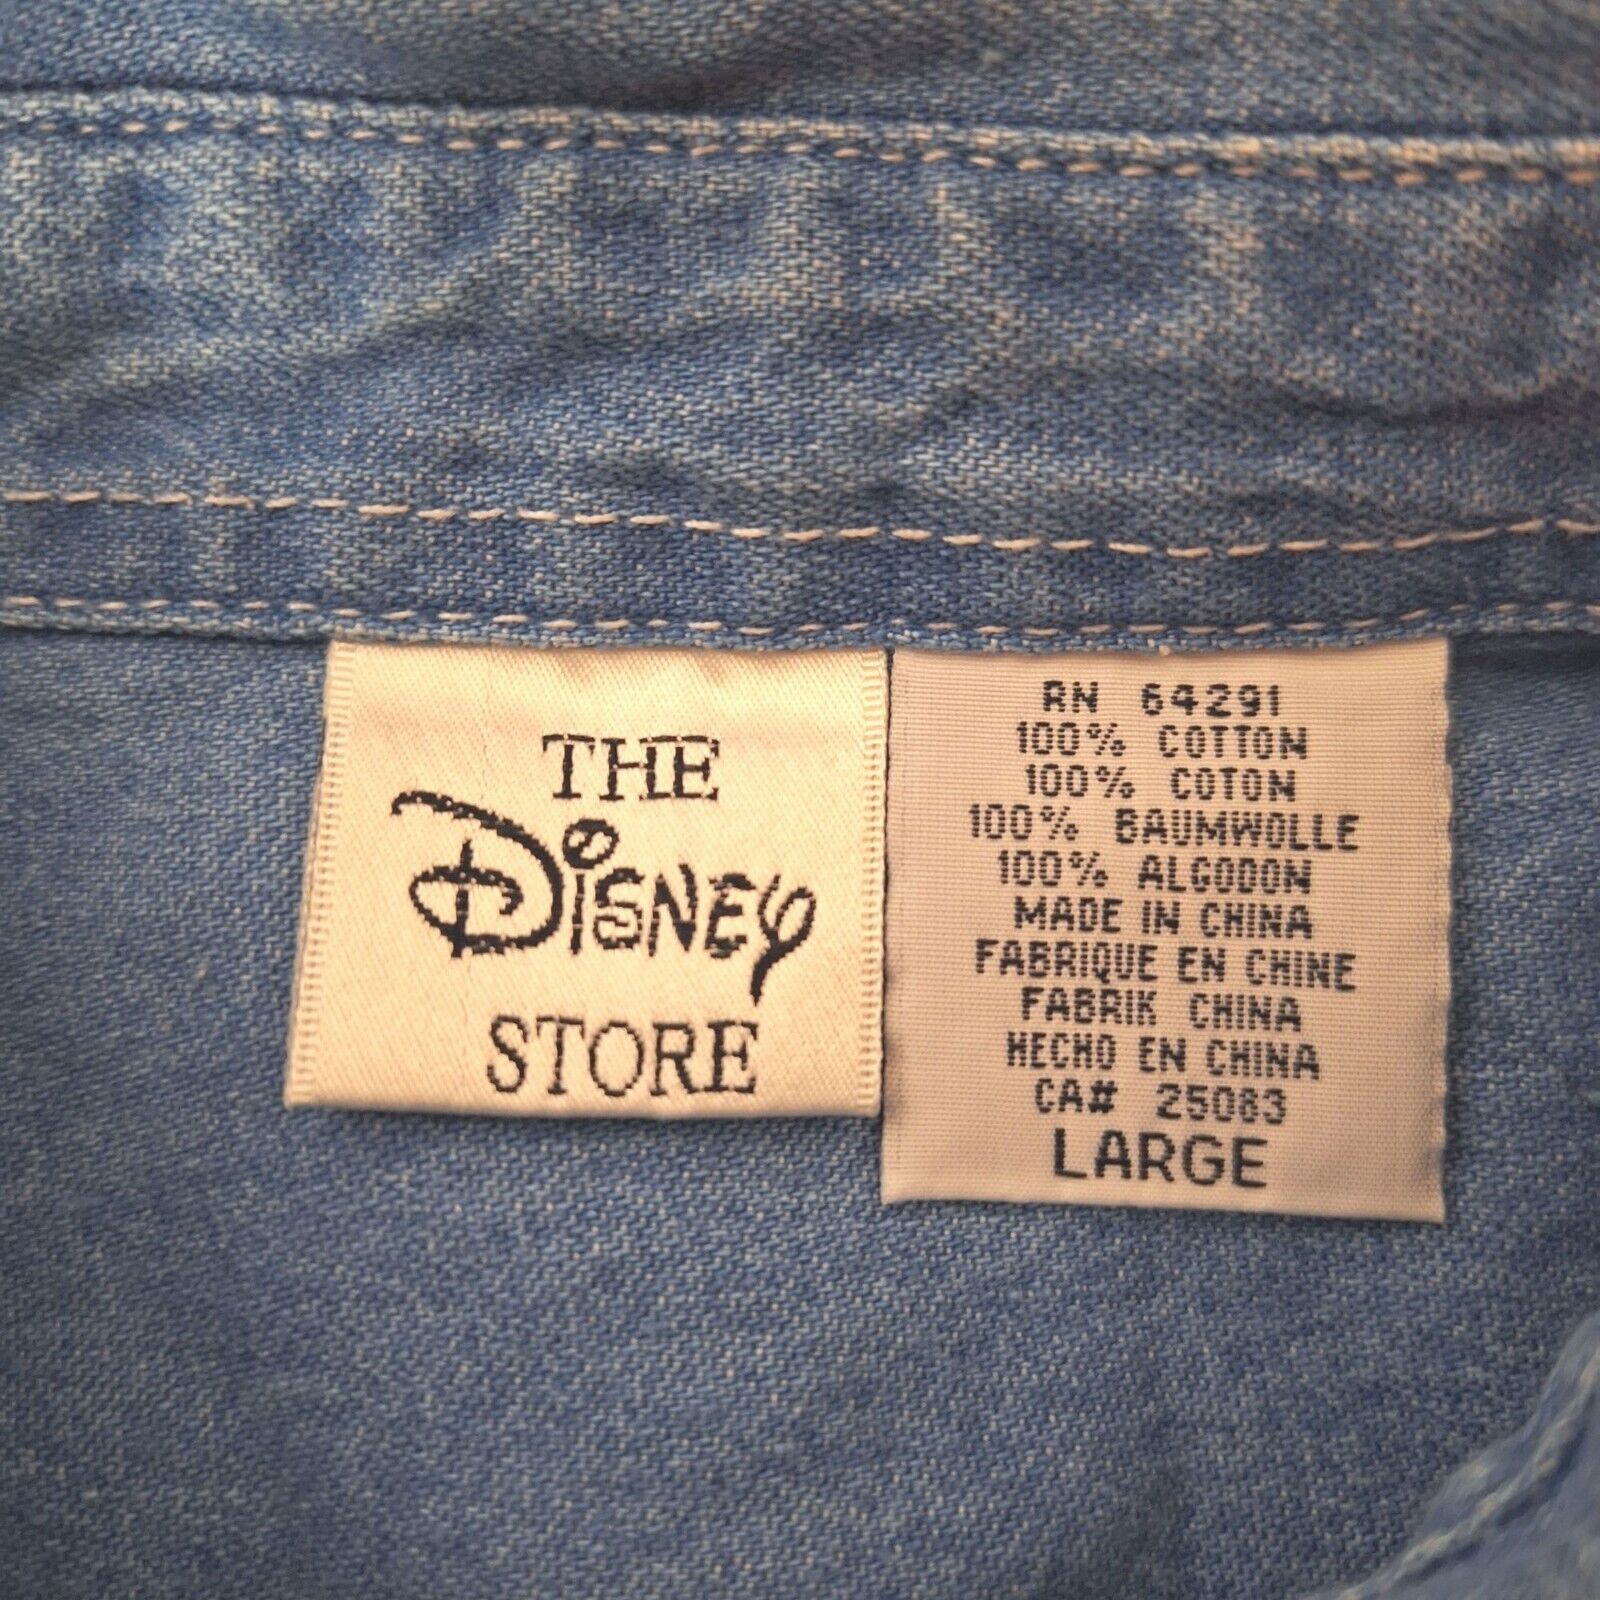 THE
DISNEY
STORE
RN 64291
100% COTTON
100% COTON
100% BAUMWOLLE
100% ALGODON
MADE IN CHINA
FABRIQUE EN CHINE
FABRIK CHINA
HECHO EN CHINA
CA# 25083
LARGE